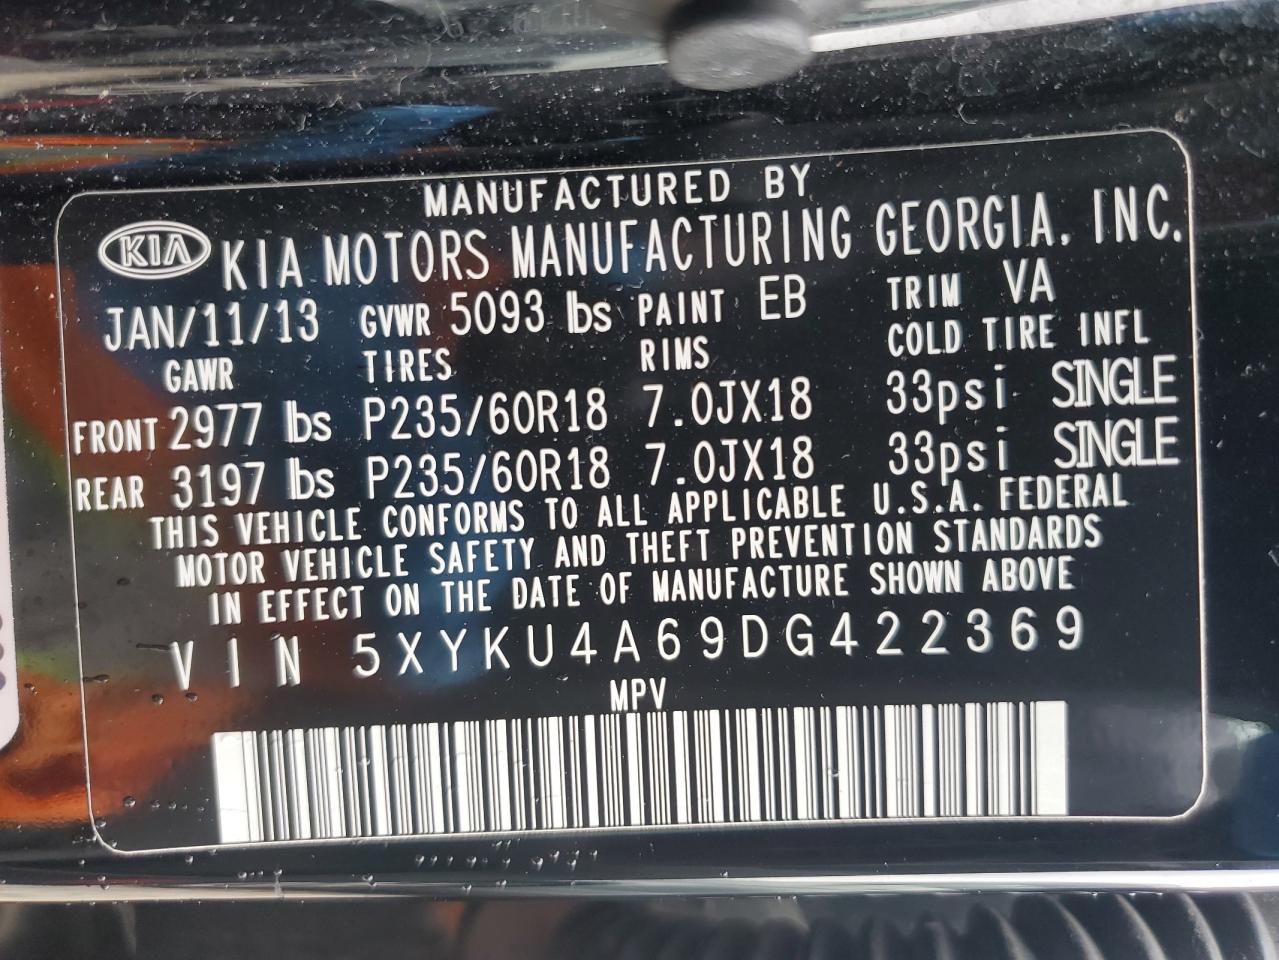 MANUFACTURED BY
KIA KIA MOTORS MANUFACTURING GEORGIA, INC.
JAN/11/13 GVWR 5093 lbs PAINT EB TRIM VA
GAWR TIRES RIMS COLD TIRE INFL
FRONT 2977 lbs P235/60R18 7.0JX18 33psi SINGLE
REAR 3197 lbs P235/60R18 7.0JX18 33psi SINGLE
THIS VEHICLE CONFORMS TO ALL APPLICABLE U.S.A. FEDERAL
MOTOR VEHICLE SAFETY AND THEFT PREVENTION STANDARDS
IN EFFECT ON THE DATE OF MANUFACTURE SHOWN ABOVE
VIN 5XYKU4A69DG422369
MPV